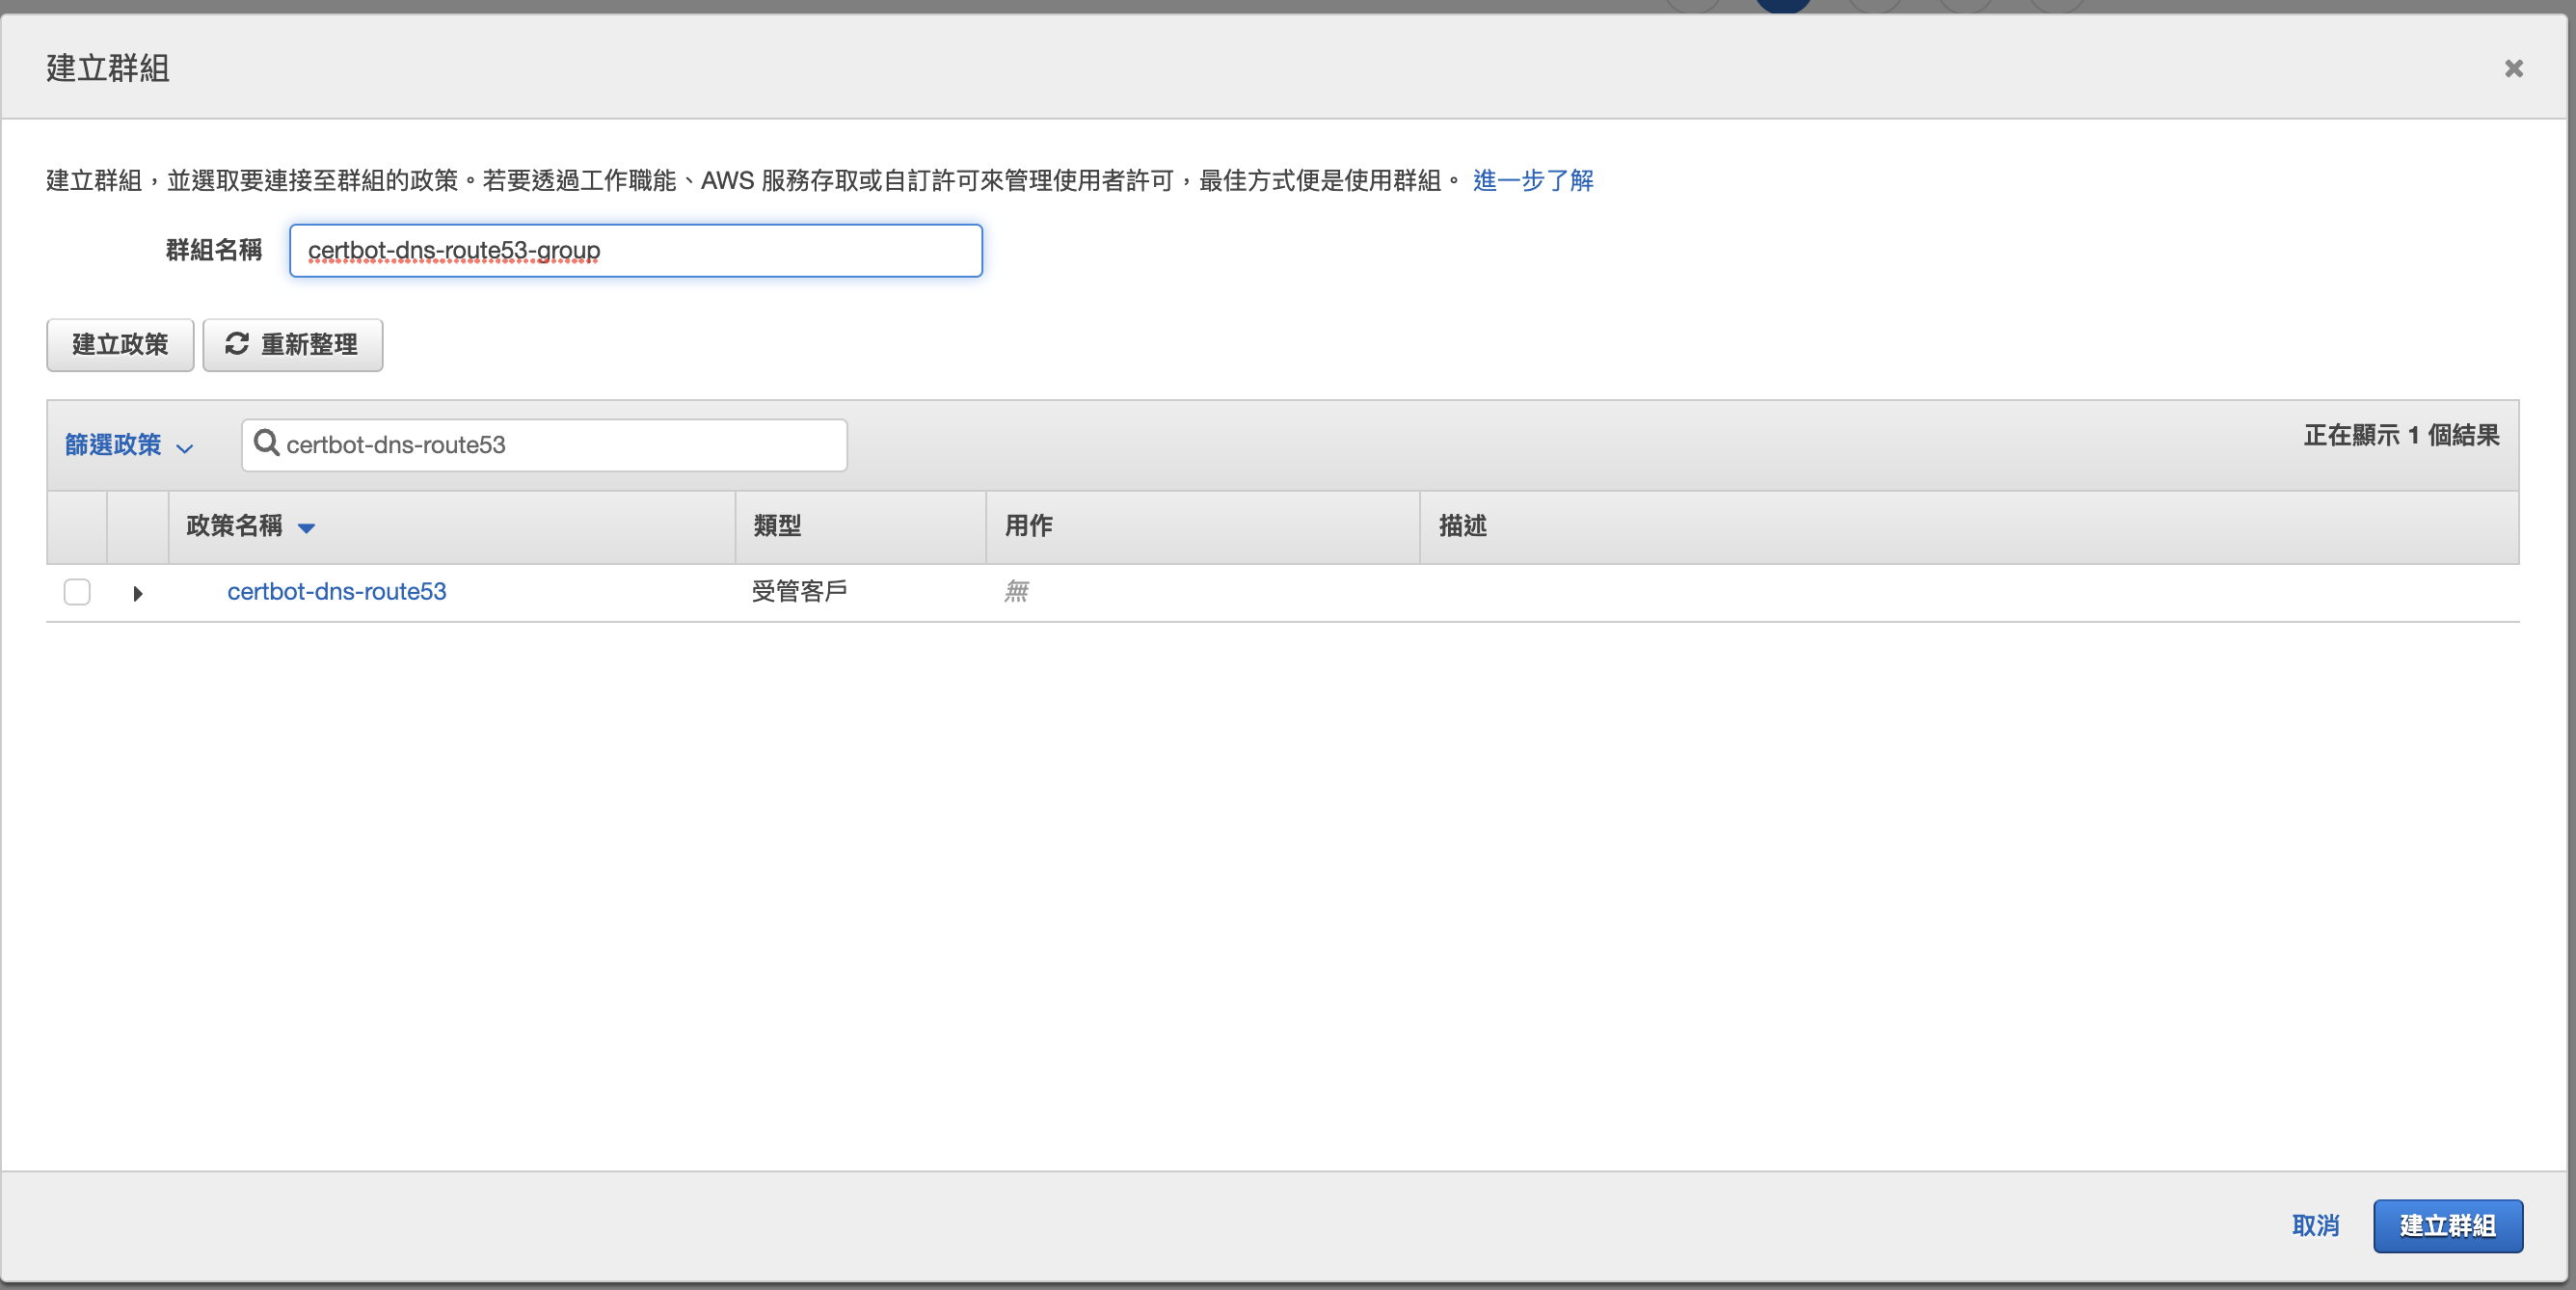 建立群組
建立群組，並選取要連接至群組的政策。若要透過工作職能、AWS 服務存取或自訂許可來管理使用者許可，最佳方式便是使用群組。 進一步了解
群組名稱 certbot-dns-route53-group
建立政策 重新整理
篩選政策 certbot-dns-route53 正在顯示 1 個結果
政策名稱 類型 用作 描述
certbot-dns-route53 受管客戶 無
取消 建立群組